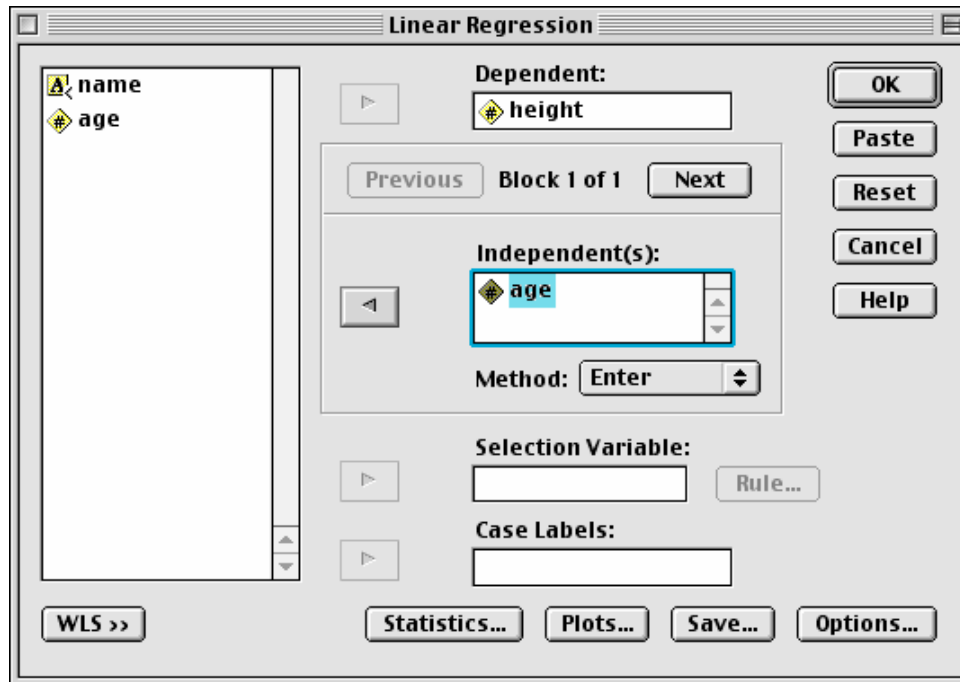 Linear Regression
name
age
Dependent:
height
OK
Paste
Reset
Cancel
Help
Previous Block 1 of 1 Next
Independent(s):
age
Method: Enter
Selection Variable:
Rule...
Case Labels:
WLS >> Statistics... Plots... Save... Options...